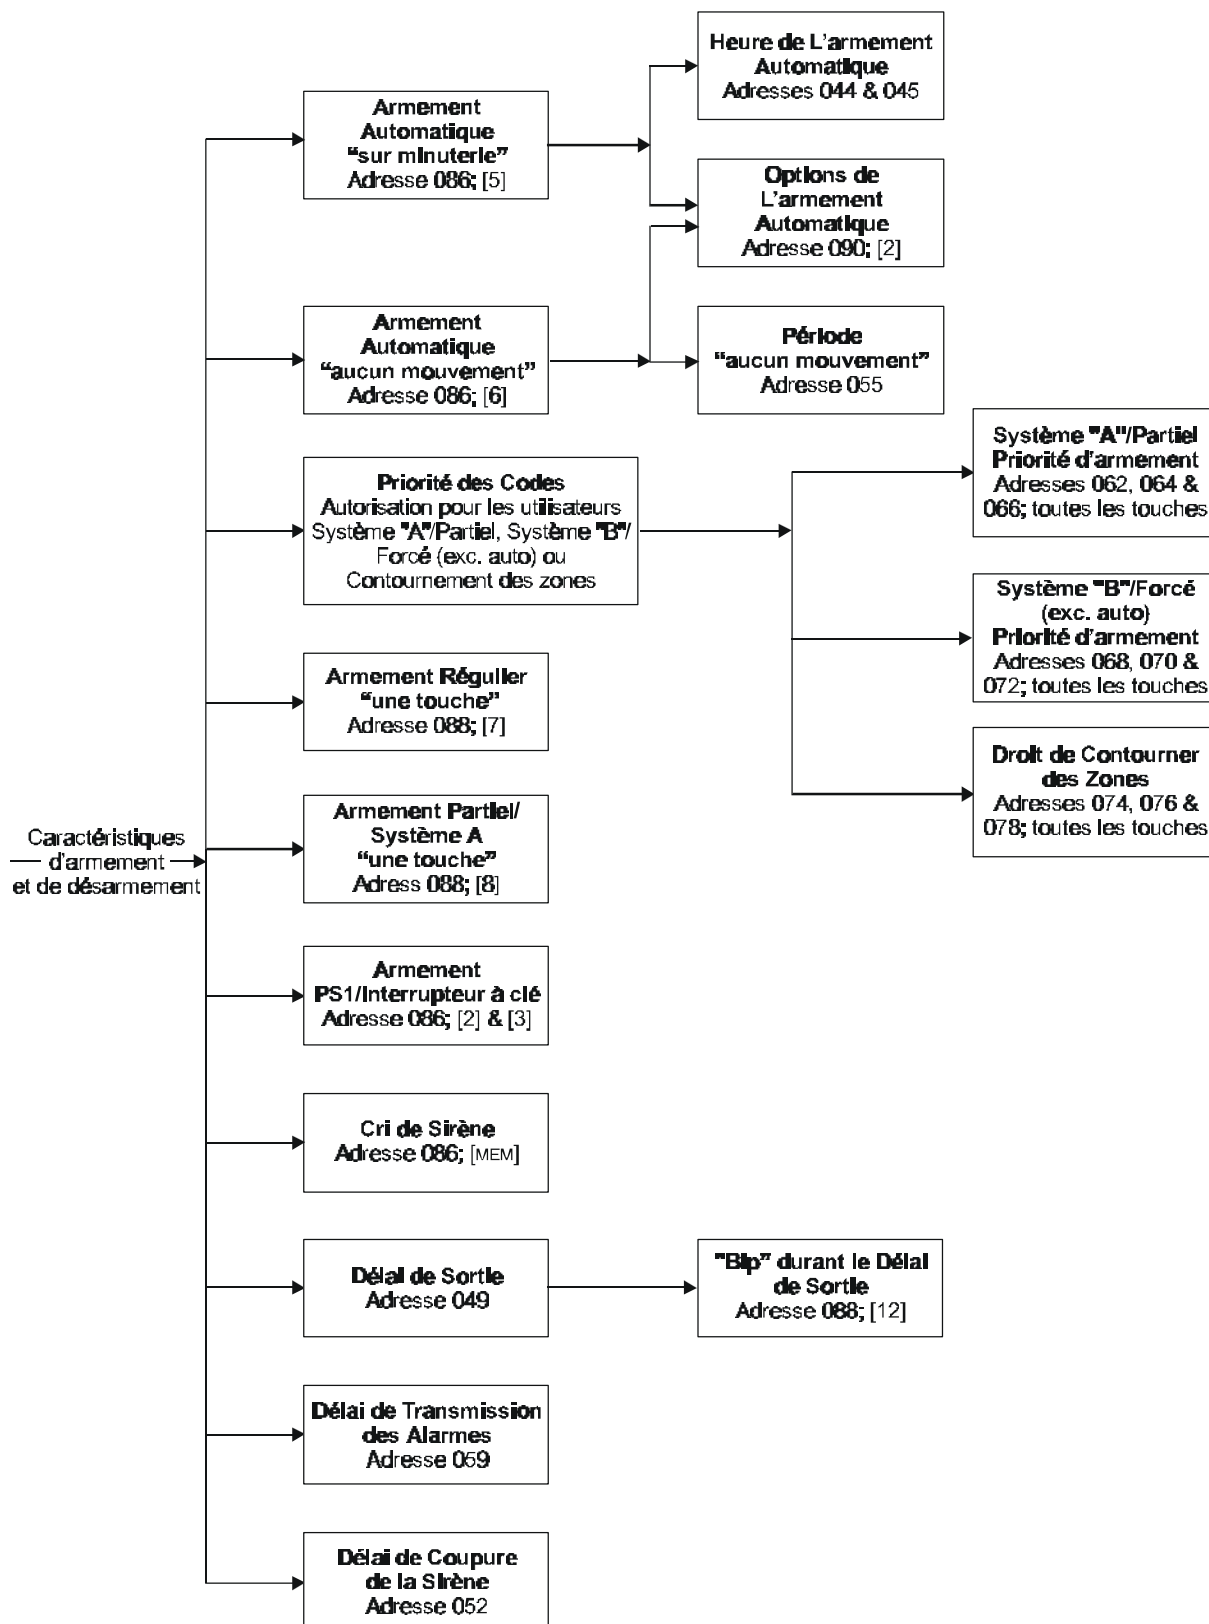 Heure de L'armement
Automatique
Adresses 044 & 045
Armement
Automatique
“sur minuterie”
Adresse 086; [5]
Options de
L'armement
Automatique
Adresse 090; [2]
Armement
Automatique
“aucun mouvement”
Adresse 086; [6]
Période
“aucun mouvement”
Adresse 055
Priorité des Codes
Autorisation pour les utilisateurs
Système "A"/Partiel, Système "B"/
Forcé (exc. auto) ou
Contournement des zones
Système "A"/Partiel
Priorité d'armement
Adresses 062, 064 &
066; toutes les touches
Système "B"/Forcé
(exc. auto)
Priorité d'armement
Adresses 068, 070 &
072; toutes les touches
Droit de Contourner
des Zones
Adresses 074, 076 &
078; toutes les touches
Armement Régulier
“une touche”
Adresse 088; [7]
Armement Partiel/
Système A
“une touche”
Adress 088; [8]
Caractéristiques
d'armement
et de désarmement
Armement
PS1/Interrupteur à clé
Adresse 086; [2] & [3]
Cri de Sirène
Adresse 086; [MEM]
Délai de Sortie
Adresse 049
"Bip” durant le Délai
de Sortie
Adresse 088; [12]
Délai de Transmission
des Alarmes
Adresse 059
Délai de Coupure
de la Sirène
Adresse 052